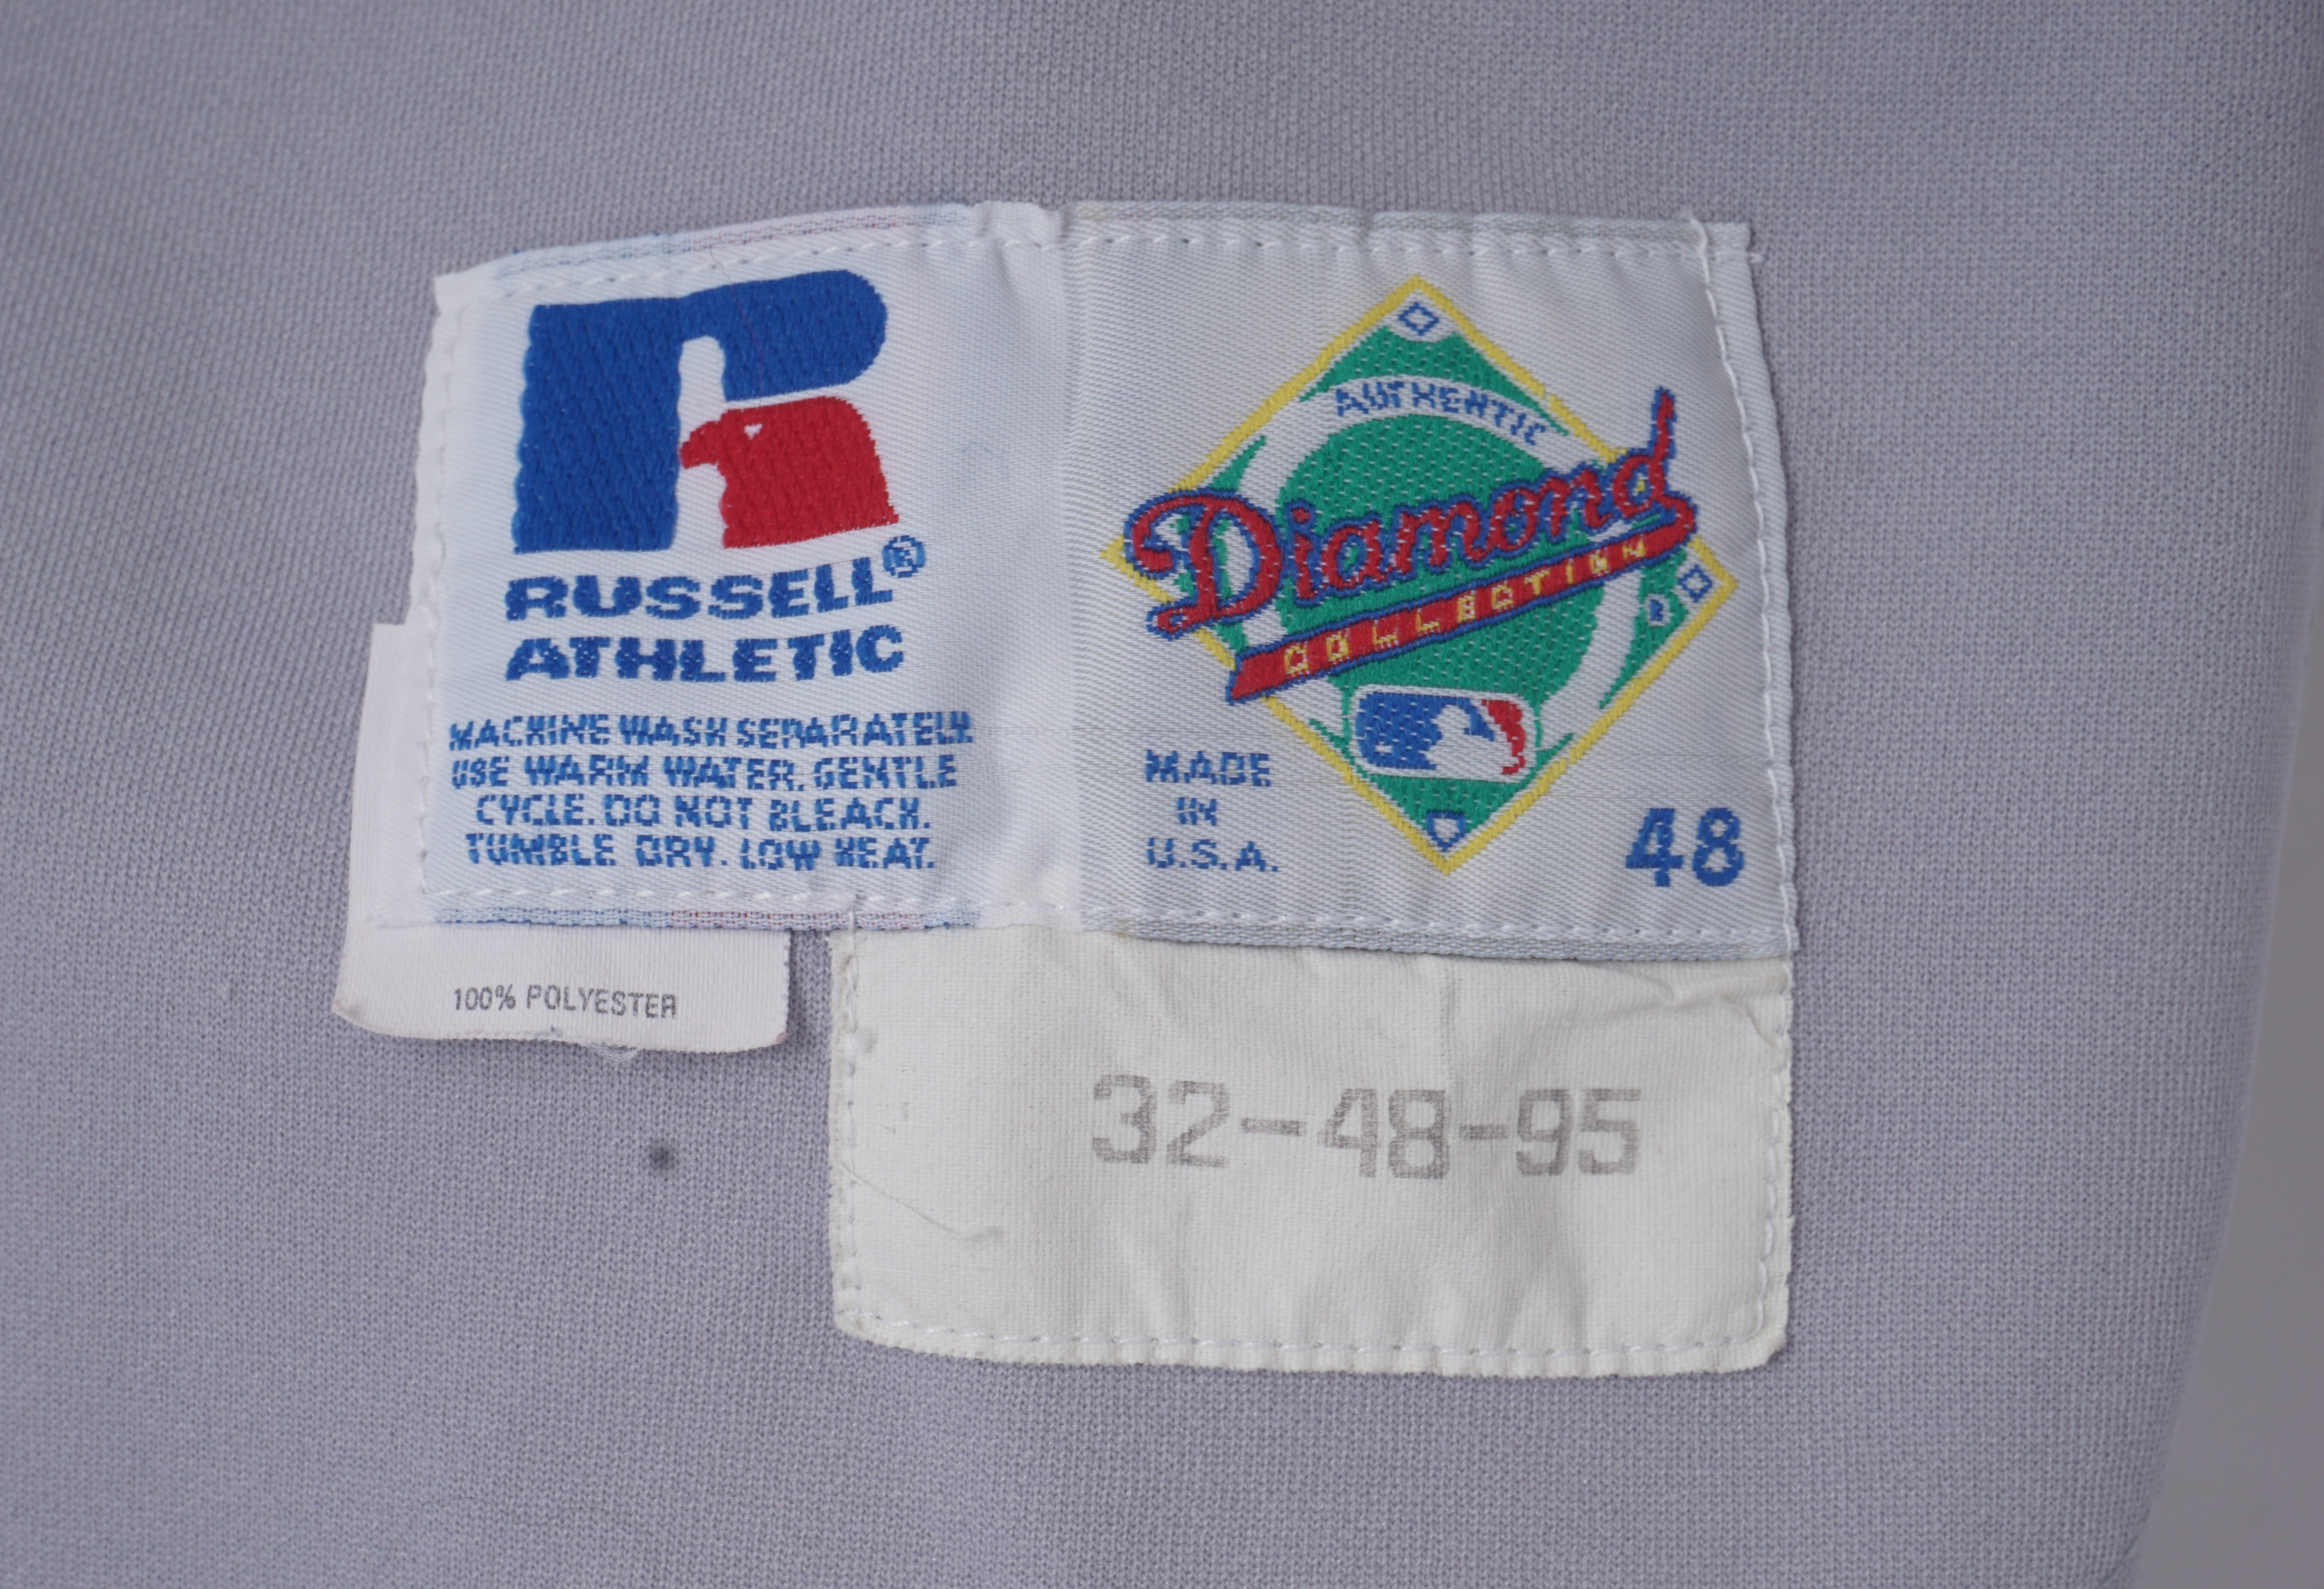 RUSSELL®
ATHLETIC
MACHINE WASH SEPARATELY.
USE WARM WATER. GENTLE
CYCLE. DO NOT BLEACH.
TUMBLE DRY. LOW HEAT.
AUTHENTIC
Diamond
COLLECTION
MADE
IN
U.S.A.
48
100% POLYESTER
32-48-95